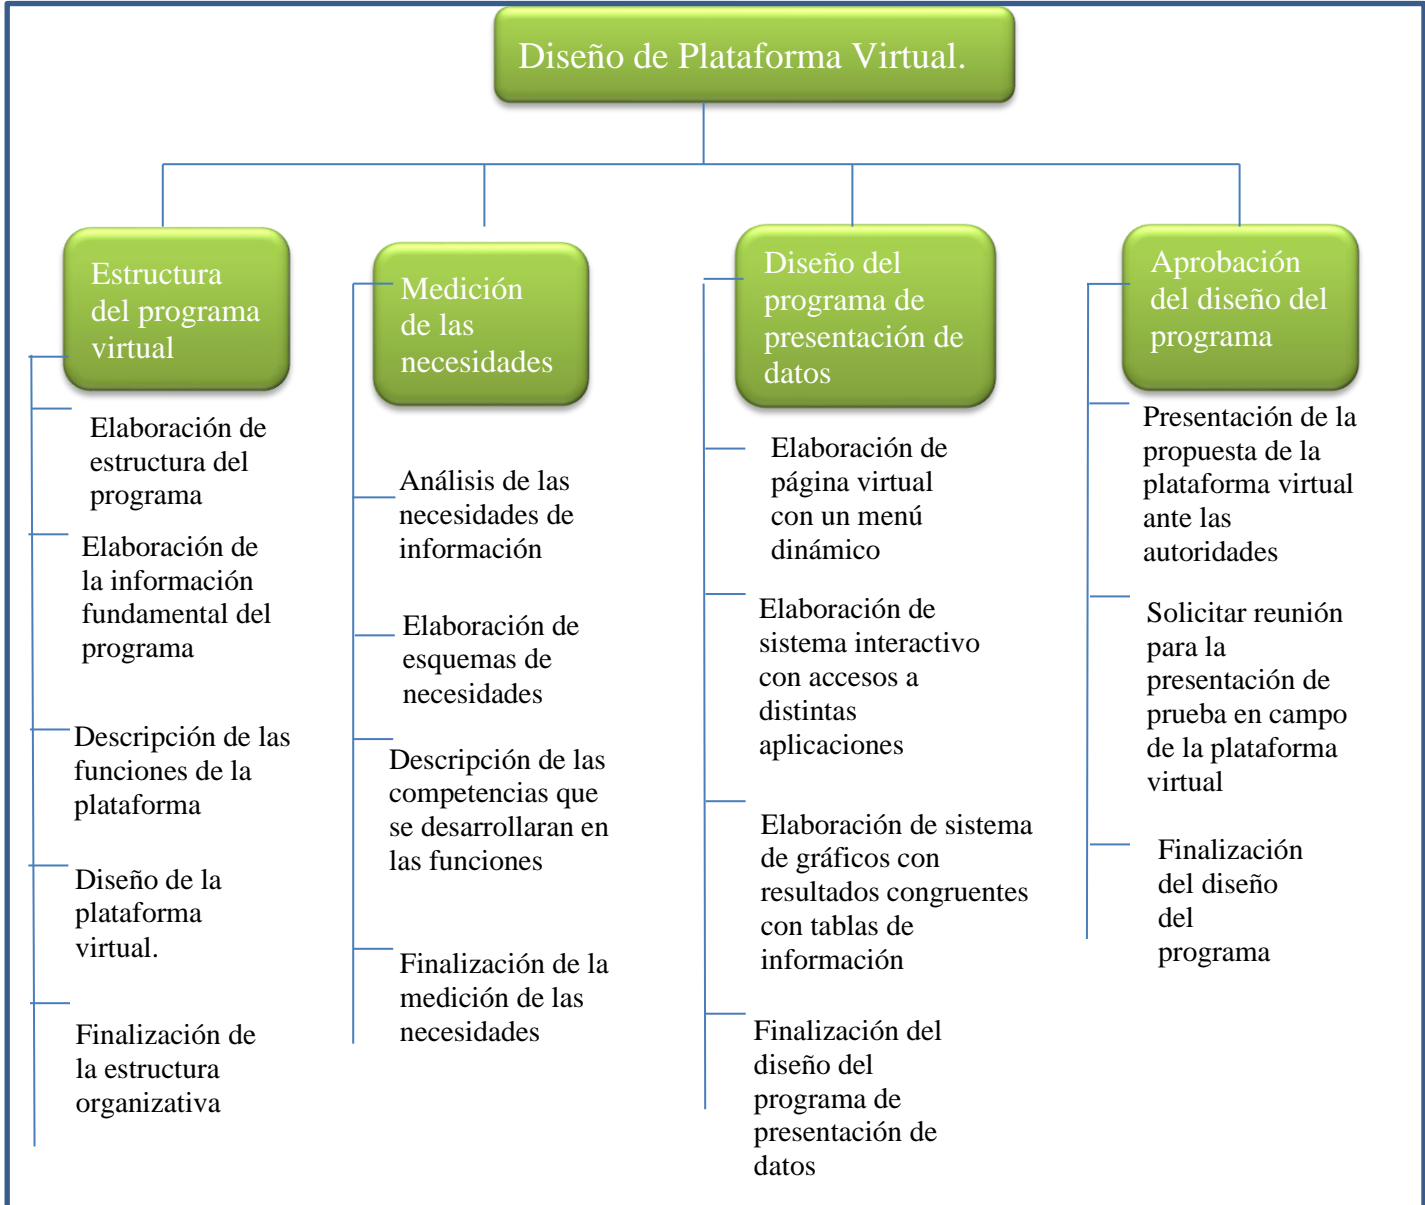 Diseño de Plataforma Virtual.
Estructura
del programa
virtual
Elaboración de
estructura del
programa
Elaboración de
la información
fundamental del
programa
Descripción de las
funciones de la
plataforma
Diseño de la
plataforma
virtual.
Finalización de
la estructura
organizativa
Medición
de las
necesidades
Análisis de las
necesidades de
información
Elaboración de
esquemas de
necesidades
Descripción de las
competencias que
se desarrollaran en
las funciones
Finalización de la
medición de las
necesidades
Diseño del
programa de
presentación de
datos
Elaboración de
página virtual
con un menú
dinámico
Elaboración de
sistema interactivo
con accesos a
distintas
aplicaciones
Elaboración de sistema
de gráficos con
resultados congruentes
con tablas de
información
Finalización del
diseño del
programa de
presentación de
datos
Aprobación
del diseño del
programa
Presentación de la
propuesta de la
plataforma virtual
ante las
autoridades
Solicitar reunión
para la
presentación de
prueba en campo
de la plataforma
virtual
Finalización
del diseño
del
programa